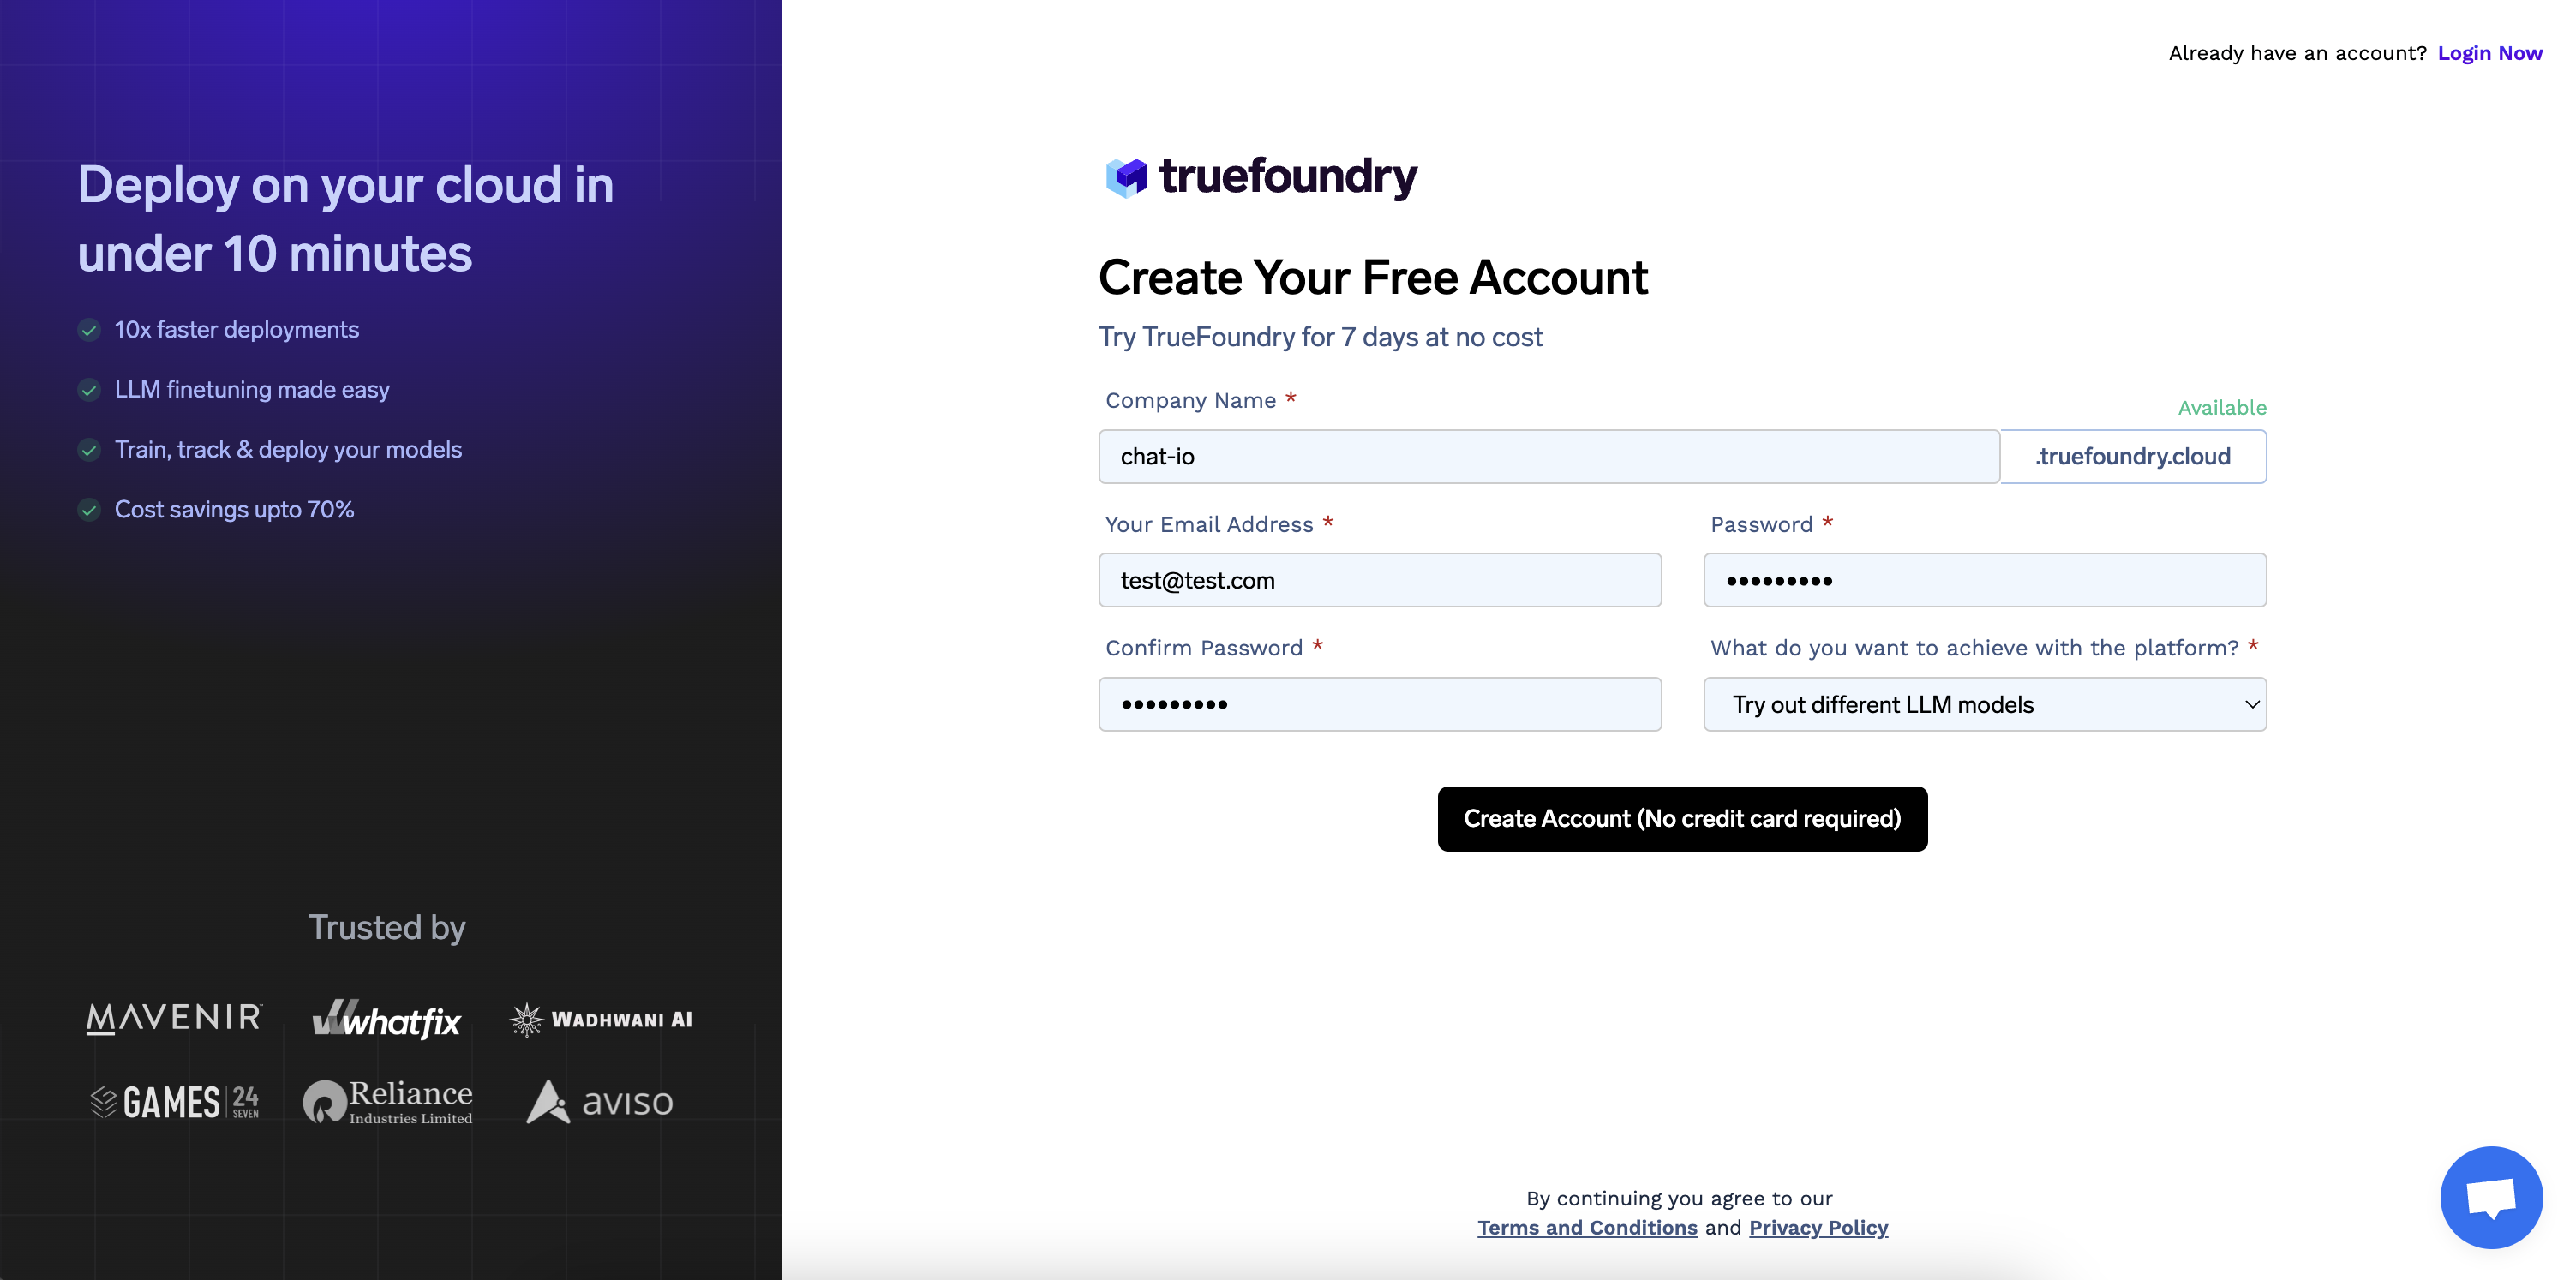 Already have an account? Login Now
Deploy on your cloud in
under 10 minutes
10x faster deployments
LLM finetuning made easy
Train, track & deploy your models
Cost savings upto 70%
Trusted by
MAVENIR
whatfix
WADHWANI AI
GAMES 24 SEVEN
Reliance
Industries Limited
aviso
truefoundry
Create Your Free Account
Try TrueFoundry for 7 days at no cost
Company Name *
Available
chat-io
.truefoundry.cloud
Your Email Address *
Password *
test@test.com
•••••••••
Confirm Password *
What do you want to achieve with the platform? *
•••••••••
Try out different LLM models
Create Account (No credit card required)
By continuing you agree to our
Terms and Conditions and Privacy Policy